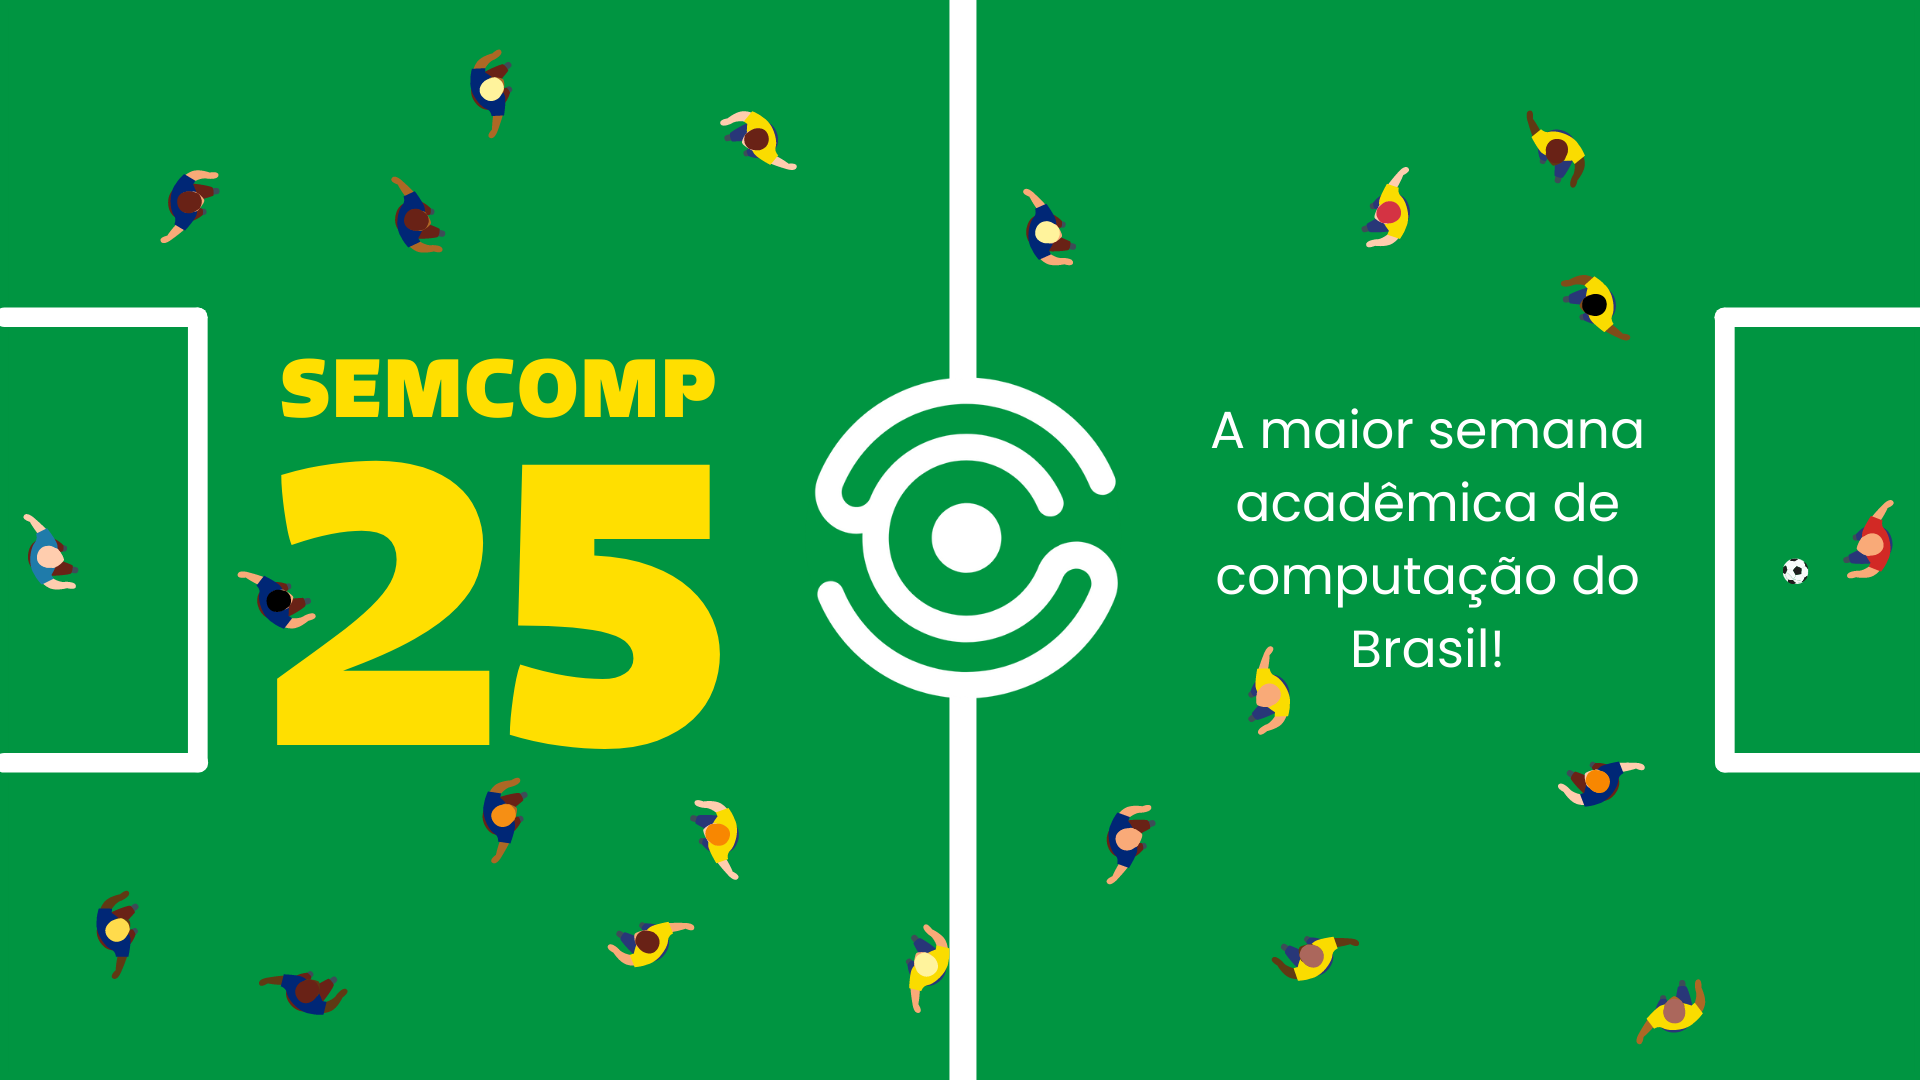 SEMCOMP
25
A maior semana
acadêmica de
computação do
Brasil!